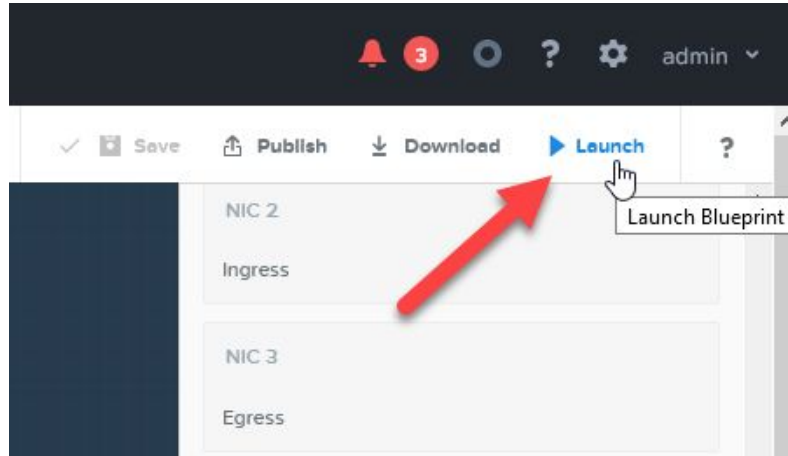 3 ? admin
Save Publish Download Launch ?
Launch Blueprint
NIC 2
Ingress
NIC 3
Egress